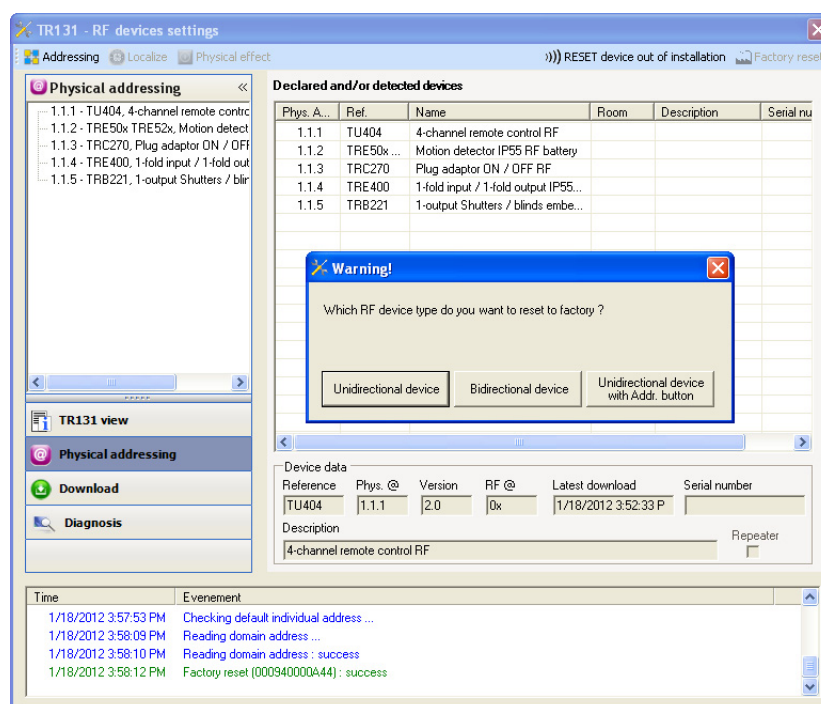 TR131 - RF devices settings
Addressing Localize Physical effect ))) RESET device out of installation Factory reset
Physical addressing «
1.1.1 - TU404, 4-channel remote contrc
1.1.2 - TRE50x TRE52x, Motion detect
1.1.3 - TRC270, Plug adaptor ON / OFF
1.1.4 - TRE400, 1-fold input / 1-fold out
1.1.5 - TRB221, 1-output Shutters / blir
Declared and/or detected devices
Phys. A... Ref. Name Room Description Serial nu
1.1.1 TU404 4-channel remote control RF
1.1.2 TRE50x ... Motion detector IP55 RF battery
1.1.3 TRC270 Plug adaptor ON / OFF RF
1.1.4 TRE400 1-fold input / 1-fold output IP55...
1.1.5 TRB221 1-output Shutters / blinds embe...
Warning!
Which RF device type do you want to reset to factory ?
Unidirectional device
Bidirectional device
Unidirectional device
with Addr. button
TR131 view
Physical addressing
Download
Diagnosis
Device data
Reference Phys. @ Version RF @ Latest download Serial number
TU404 1.1.1 2.0 0x 1/18/2012 3:52:33 P
Description
Repeater
4-channel remote control RF
Time Evenement
1/18/2012 3:57:53 PM Checking default individual address ...
1/18/2012 3:58:09 PM Reading domain address ...
1/18/2012 3:58:10 PM Reading domain address : success
1/18/2012 3:58:12 PM Factory reset (000940000A44) : success